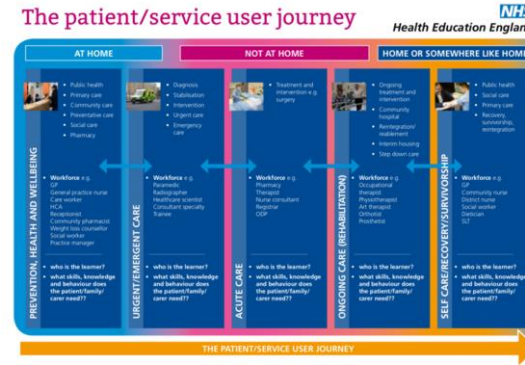 The patient/service user journey
NHS
Health Education England
AT HOME
NOT AT HOME
HOME OR SOMEWHERE LIKE HOME
PREVENTION, HEALTH AND WELLBEING
• Public health
• Primary care
• Community care
• Preventative care
• Social care
• Pharmacy
• Workforce e.g.
GP
General practice nurse
Care worker
HCA
Receptionist
Community pharmacist
Weight loss counsellor
Social worker
Practice manager
• who is the learner?
• what skills, knowledge
and behaviour does
the patient/family/
carer need??
URGENT/EMERGENT CARE
• Diagnosis
• Stabilisation
• Intervention
• Urgent care
• Emergency
care
• Workforce e.g.
Paramedic
Radiographer
Healthcare scientist
Consultant specialty
Trainee
• who is the learner?
• what skills, knowledge
and behaviour does
the patient/family/
carer need??
ACUTE CARE
• Treatment and
intervention e.g.
surgery
• Workforce e.g.
Pharmacy
Therapist
Nurse consultant
Registrar
ODP
• who is the learner?
• what skills, knowledge
and behaviour does
the patient/family/
carer need??
ONGOING CARE (REHABILITATION)
• Ongoing
treatment and
intervention
• Community
hospital
• Reintegration/
reablement
• Interim housing
• Step down care
• Workforce e.g.
Occupational
therapist
Physiotherapist
Art therapist
Orthotist
Prosthetist
• who is the learner?
• what skills, knowledge
and behaviour does
the patient/family/
carer need??
SELF CARE/RECOVERY/SURVIVORSHIP
• Public health
• Social care
• Primary care
• Recovery,
survivorship,
reintegration
• Workforce e.g.
GP
Community nurse
District nurse
Social worker
Dietician
SLT
• who is the learner?
• what skills, knowledge
and behaviour does
the patient/family/
carer need??
THE PATIENT/SERVICE USER JOURNEY